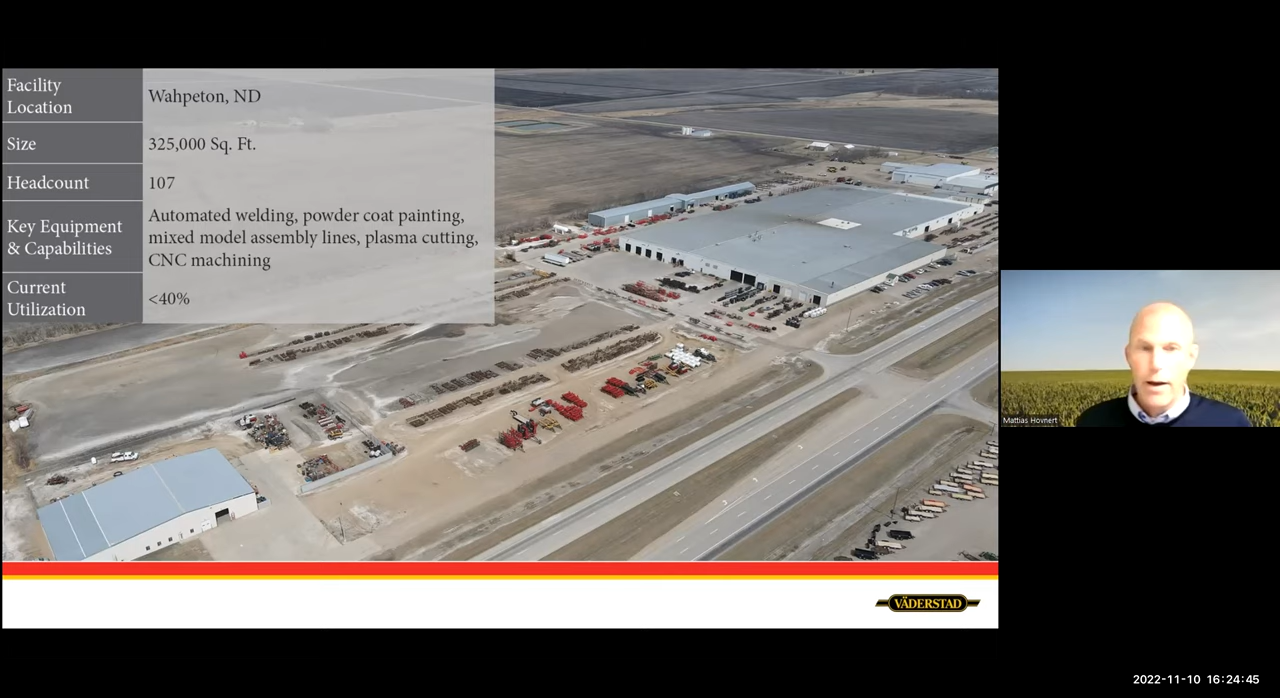 Facility
Location
Wahpeton, ND
Size
325,000 Sq. Ft.
Headcount
107
Key Equipment
& Capabilities
Automated welding, powder coat painting,
mixed model assembly lines, plasma cutting,
CNC machining
Current
Utilization
<40%
Mattias Hovnert
VÄDERSTAD
2022-11-10 16:24:45